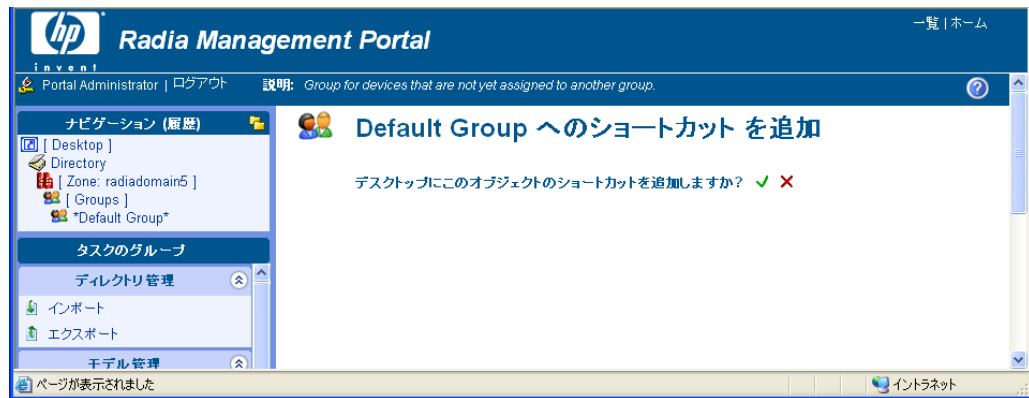 一覧 | ホーム
hp
invent
Radia Management Portal
Portal Administrator | ログアウト
説明: Group for devices that are not yet assigned to another group.
?
ナビゲーション (履歴)
[ Desktop ]
Directory
[ Zone: radiadomain5 ]
[ Groups ]
*Default Group*
Default Group へのショートカット を追加
デスクトップにこのオブジェクトのショートカットを追加しますか？
タスクのグループ
ディレクトリ管理
インポート
エクスポート
モデル管理
ページが表示されました
イントラネット